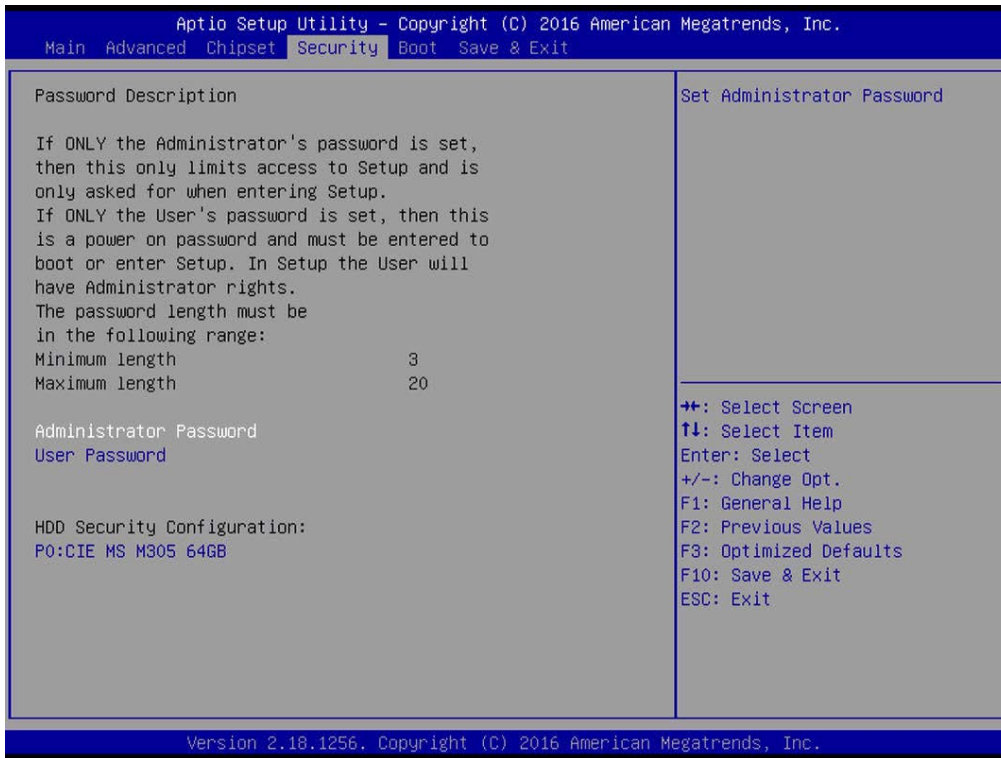 Aptio Setup Utility – Copyright (C) 2016 American Megatrends, Inc.
Main Advanced Chipset Security Boot Save & Exit
Password Description
If ONLY the Administrator's password is set,
then this only limits access to Setup and is
only asked for when entering Setup.
If ONLY the User's password is set, then this
is a power on password and must be entered to
boot or enter Setup. In Setup the User will
have Administrator rights.
The password length must be
in the following range:
Minimum length 3
Maximum length 20
Administrator Password
User Password
HDD Security Configuration:
P0:CIE MS M305 64GB
Set Administrator Password
→←: Select Screen
↑↓: Select Item
Enter: Select
+/-: Change Opt.
F1: General Help
F2: Previous Values
F3: Optimized Defaults
F10: Save & Exit
ESC: Exit
Version 2.18.1256. Copyright (C) 2016 American Megatrends, Inc.